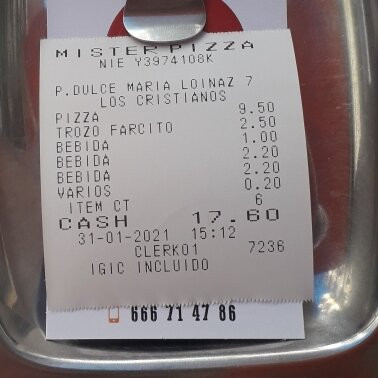 MISTER PIZZA
NIE Y3974108K
P.DULCE MARIA LOINAZ 7
LOS CRISTIANOS
PIZZA 9.50
TROZO FARCITO 2.50
BEBIDA 1.00
BEBIDA 2.20
BEBIDA 2.20
VARIOS 0.20
ITEM CT 6
CASH 17.60
31-01-2021 15:12
CLERK01 7236
IGIC INCLUIDO
666 71 47 86